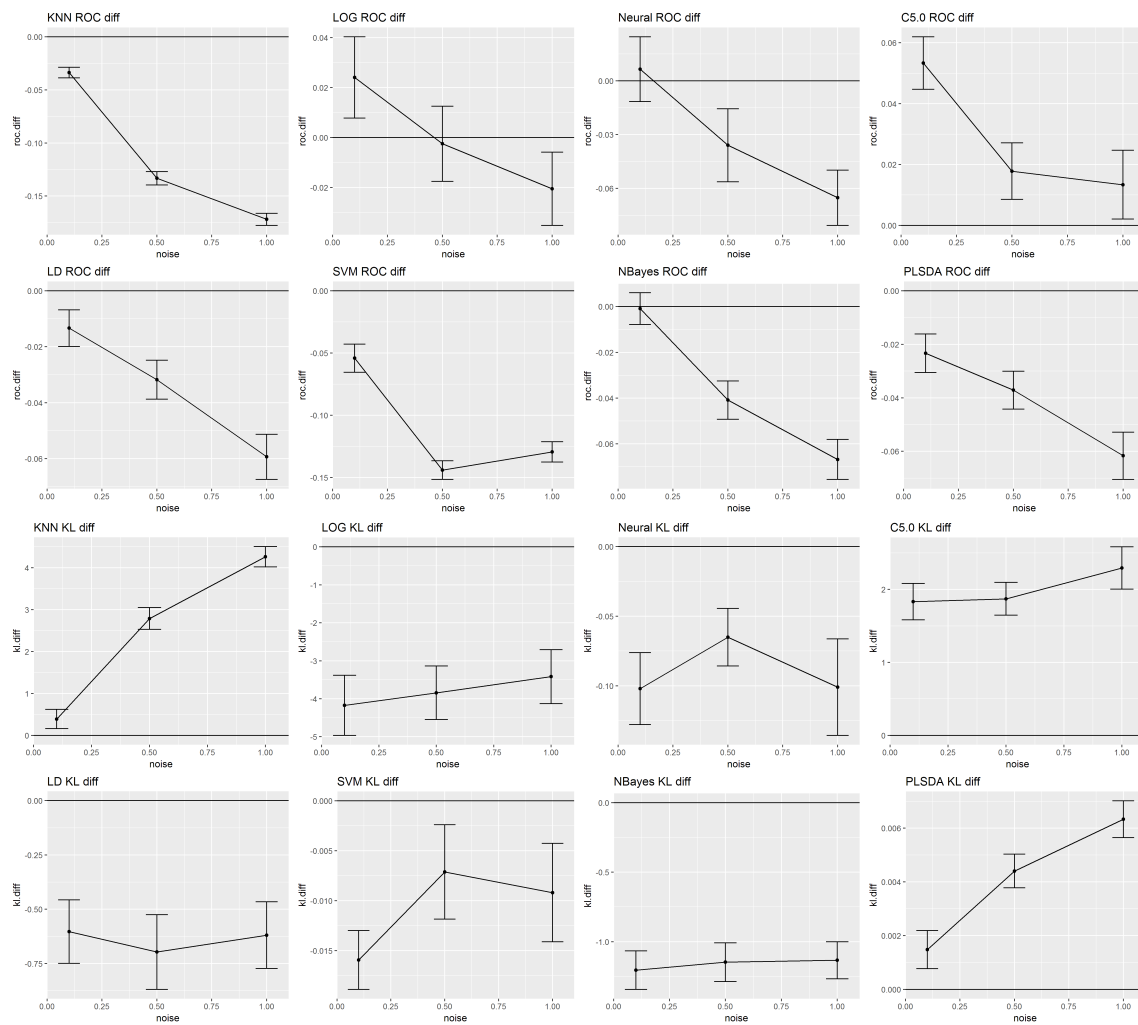 KNN ROC diff
0.00
-0.05
-0.10
-0.15
roc.diff
0.00 0.25 0.50 0.75 1.00
noise
LOG ROC diff
0.04
0.02
0.00
-0.02
roc.diff
0.00 0.25 0.50 0.75 1.00
noise
Neural ROC diff
0.00
-0.03
-0.06
roc.diff
0.00 0.25 0.50 0.75 1.00
noise
C5.0 ROC diff
0.06
0.04
0.02
0.00
roc.diff
0.00 0.25 0.50 0.75 1.00
noise
LD ROC diff
0.00
-0.02
-0.04
-0.06
roc.diff
0.00 0.25 0.50 0.75 1.00
noise
SVM ROC diff
0.00
-0.05
-0.10
-0.15
roc.diff
0.00 0.25 0.50 0.75 1.00
noise
NBayes ROC diff
0.00
-0.02
-0.04
-0.06
roc.diff
0.00 0.25 0.50 0.75 1.00
noise
PLSDA ROC diff
0.00
-0.02
-0.04
-0.06
roc.diff
0.00 0.25 0.50 0.75 1.00
noise
KNN KL diff
4
3
2
1
0
kl.diff
0.00 0.25 0.50 0.75 1.00
noise
LOG KL diff
0
-1
-2
-3
-4
-5
kl.diff
0.00 0.25 0.50 0.75 1.00
noise
Neural KL diff
0.00
-0.05
-0.10
kl.diff
0.00 0.25 0.50 0.75 1.00
noise
C5.0 KL diff
2
1
0
kl.diff
0.00 0.25 0.50 0.75 1.00
noise
LD KL diff
0.00
-0.25
-0.50
-0.75
kl.diff
0.00 0.25 0.50 0.75 1.00
noise
SVM KL diff
0.000
-0.005
-0.010
-0.015
kl.diff
0.00 0.25 0.50 0.75 1.00
noise
NBayes KL diff
0.0
-0.5
-1.0
kl.diff
0.00 0.25 0.50 0.75 1.00
noise
PLSDA KL diff
0.006
0.004
0.002
0.000
kl.diff
0.00 0.25 0.50 0.75 1.00
noise